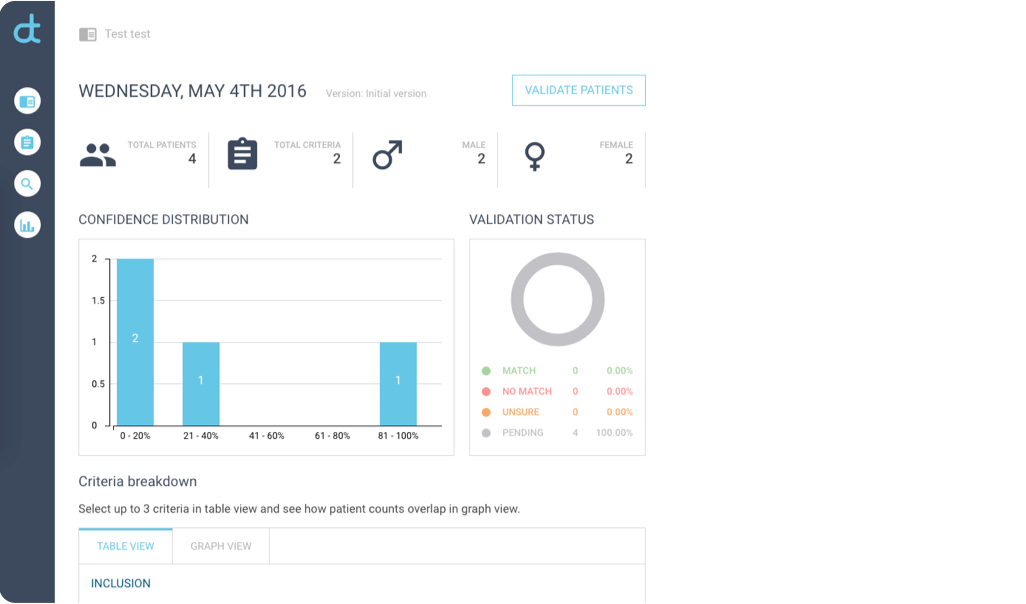 dt
Test test
WEDNESDAY, MAY 4TH 2016 Version: Initial version VALIDATE PATIENTS
TOTAL PATIENTS TOTAL CRITERIA MALE FEMALE
4 2 2 2
CONFIDENCE DISTRIBUTION
2
1.5
1
0.5
0
2 1 1
0 - 20% 21 - 40% 41 - 60% 61 - 80% 81 - 100%
VALIDATION STATUS
MATCH 0 0.00%
NO MATCH 0 0.00%
UNSURE 0 0.00%
PENDING 4 100.00%
Criteria breakdown
Select up to 3 criteria in table view and see how patient counts overlap in graph view.
TABLE VIEW GRAPH VIEW
INCLUSION